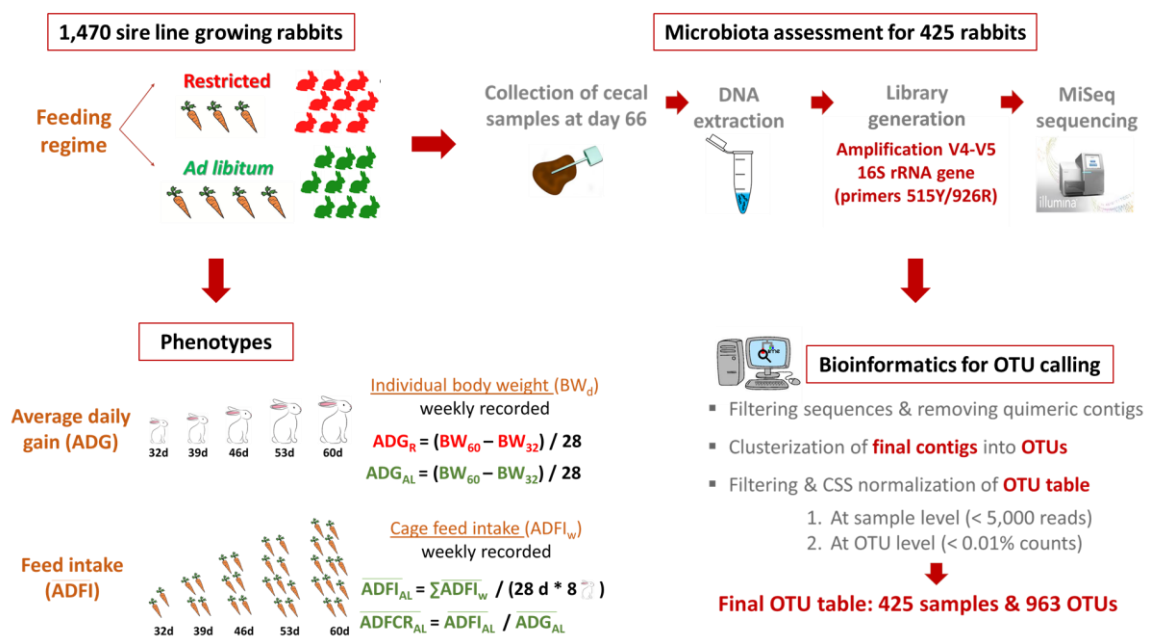 1,470 sire line growing rabbits
Microbiota assessment for 425 rabbits
Feeding
regime
Restricted
Ad libitum
Collection of cecal
samples at day 66
DNA
extraction
Library
generation
Amplification V4-V5
16S rRNA gene
(primers 515Y/926R)
MiSeq
sequencing
illumina
Phenotypes
Average daily
gain (ADG)
32d 39d 46d 53d 60d
Individual body weight (BWd)
weekly recorded
ADGR = (BW60 – BW32) / 28
ADGAL = (BW60 – BW32) / 28
Feed intake
(ADFI)
32d 39d 46d 53d 60d
Cage feed intake (ADFIw)
weekly recorded
ADFIAL = ∑ADFIw / (28 d * 8 )
ADFCRAL = ADFIAL / ADGAL
Bioinformatics for OTU calling
▪ Filtering sequences & removing quimeric contigs
▪ Clusterization of final contigs into OTUs
▪ Filtering & CSS normalization of OTU table
1. At sample level (< 5,000 reads)
2. At OTU level (< 0.01% counts)
Final OTU table: 425 samples & 963 OTUs